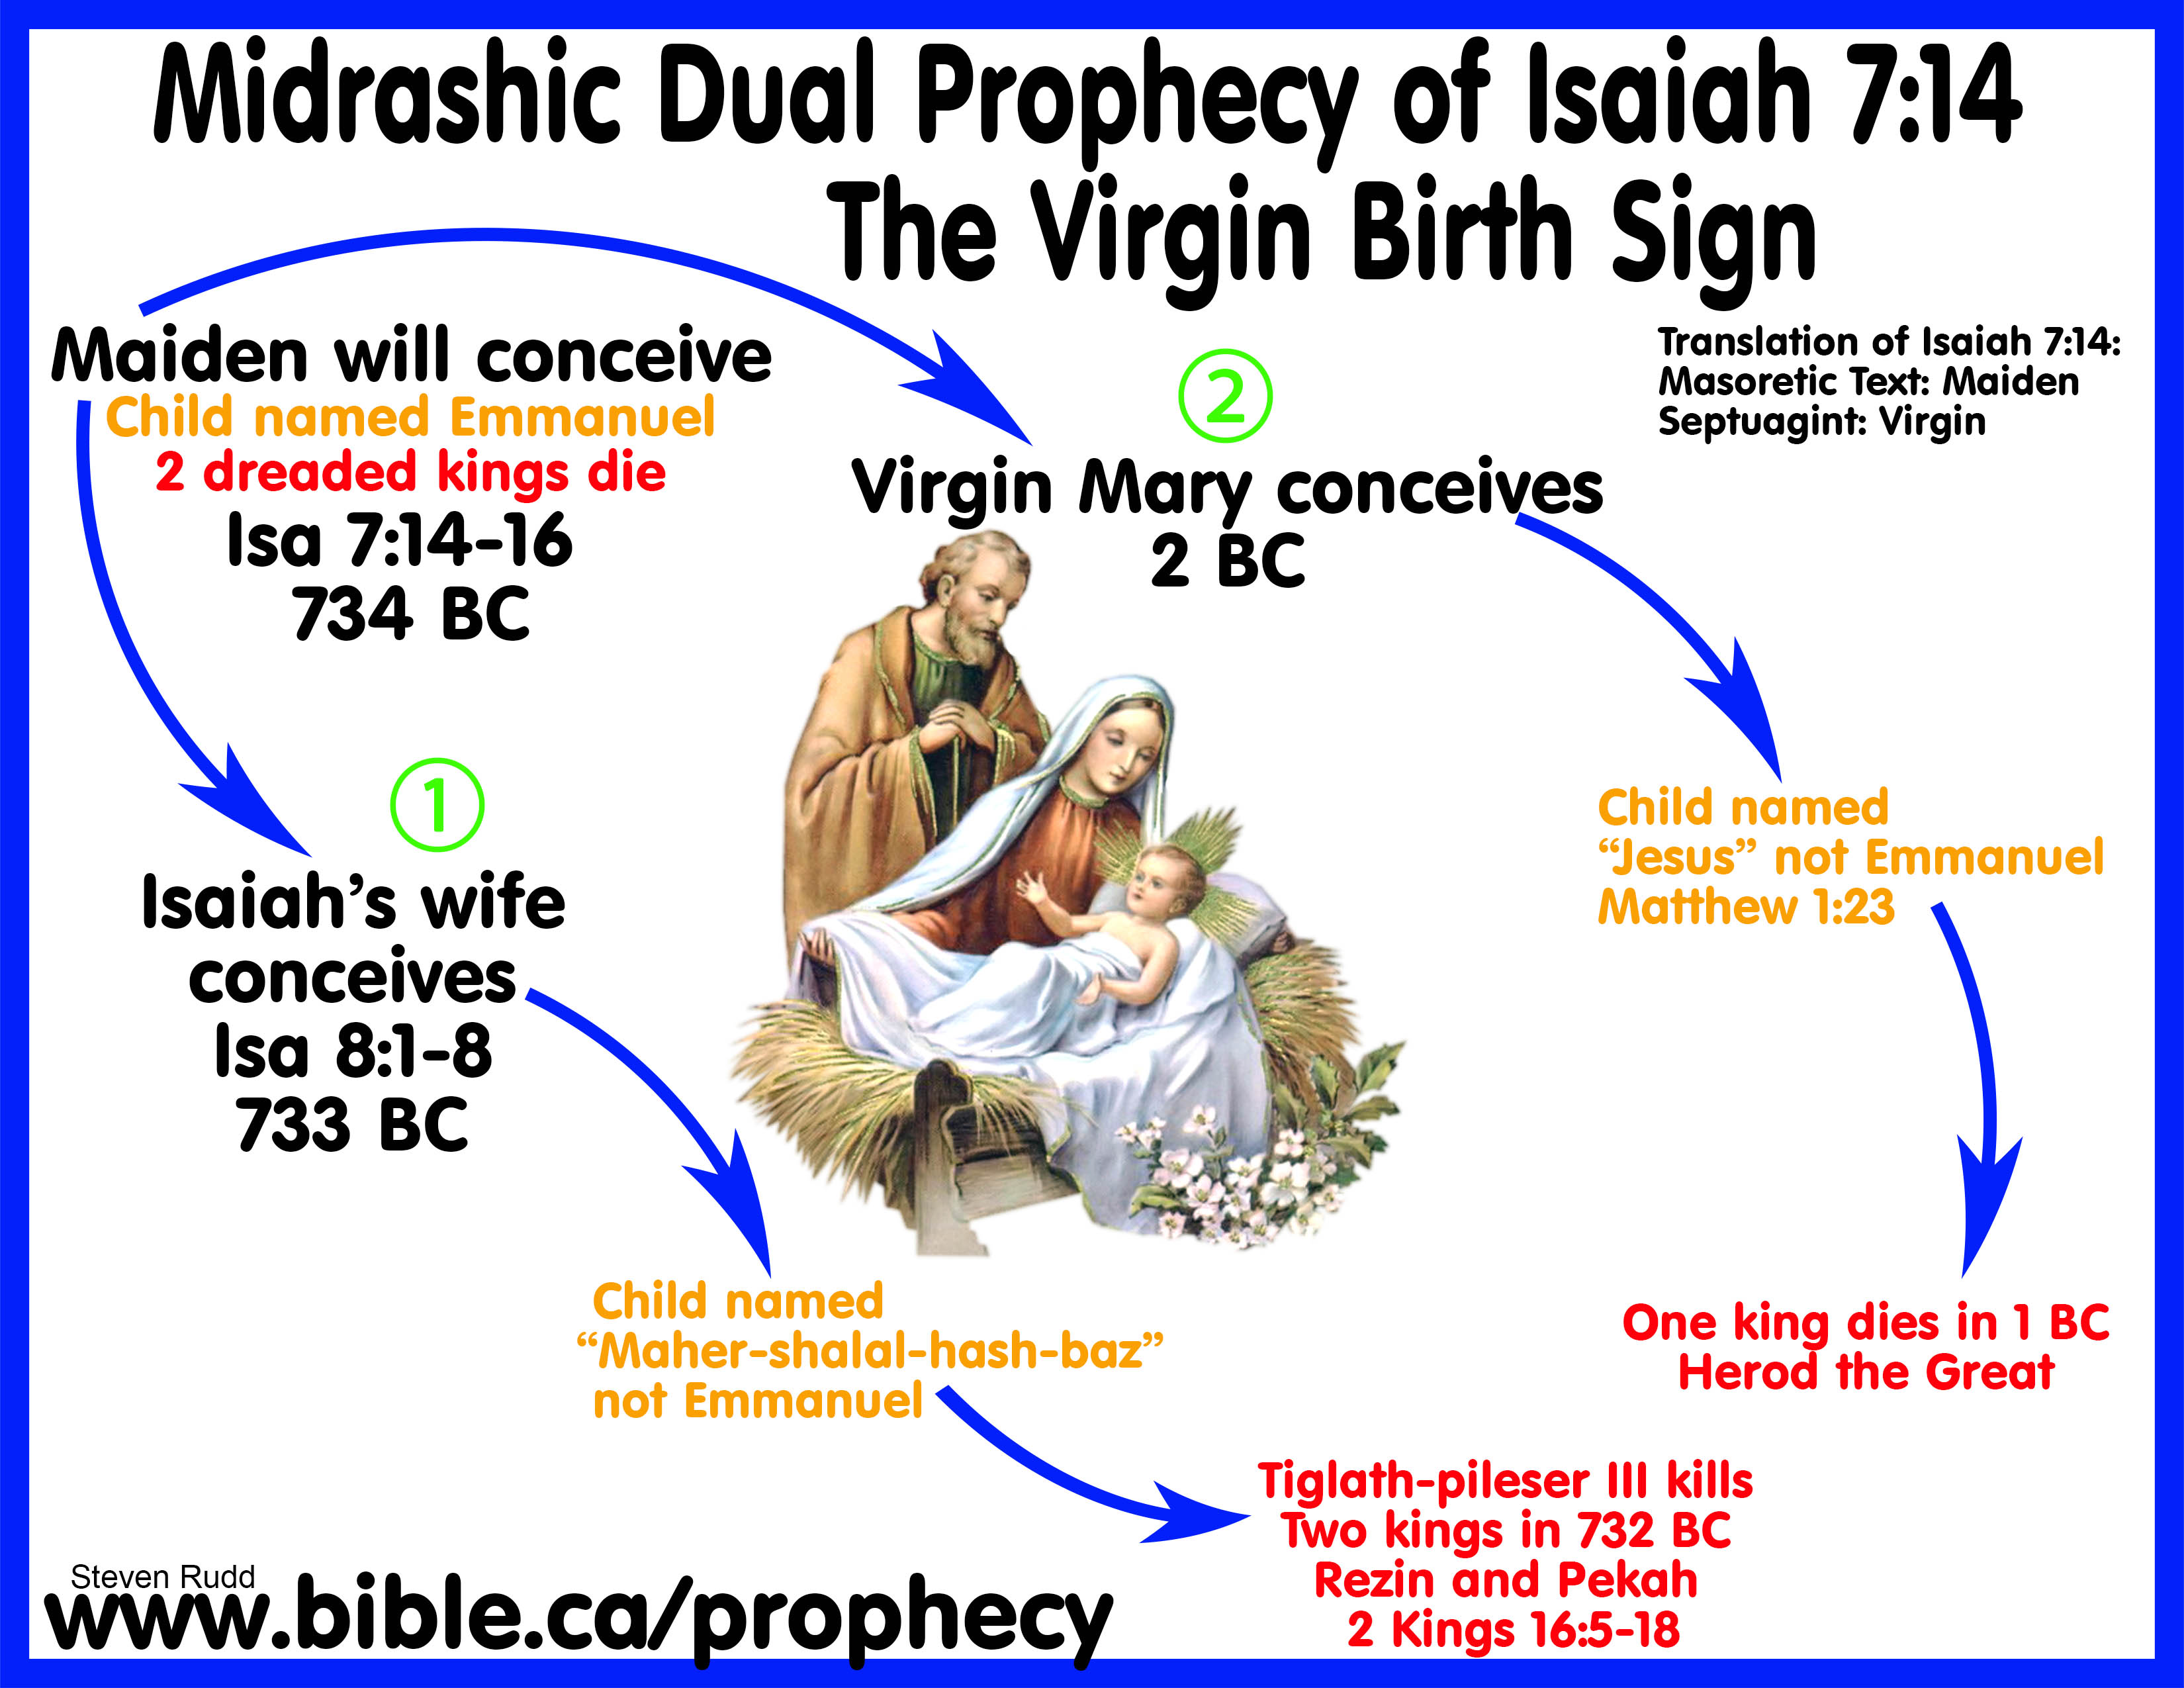 Midrashic Dual Prophecy of Isaiah 7:14
The Virgin Birth Sign
Maiden will conceive
Child named Emmanuel
2 dreaded kings die
Isa 7:14-16
734 BC
Translation of Isaiah 7:14:
Masoretic Text: Maiden
Septuagint: Virgin
2
Virgin Mary conceives
2 BC
1
Isaiah's wife
conceives
Isa 8:1-8
733 BC
Child named
“Jesus” not Emmanuel
Matthew 1:23
Child named
“Maher-shalal-hash-baz”
not Emmanuel
One king dies in 1 BC
Herod the Great
Tiglath-pileser III kills
Two kings in 732 BC
Rezin and Pekah
2 Kings 16:5-18
Steven Rudd
www.bible.ca/prophecy